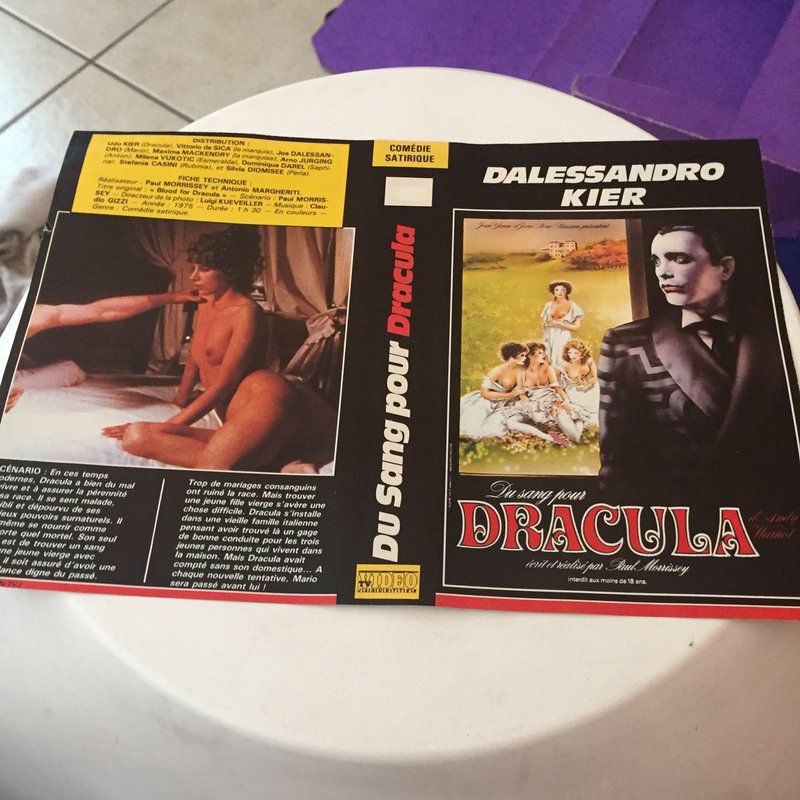 DISTRIBUTION :
Udo KIER (Dracula), Vittorio de SICA (le marquis), Joe DALESSAN-
DRO (Mario), Maxime MACKENDRY (la marquise), Arno JURGING
(Anton), Milena VUKOTIC (Esmeralda), Dominique DAREL (Saphi-
ria), Stefania CASINI (Rubinia), et Silvia DIOMISEE (Perla).
FICHE TECHNIQUE :
Réalisateur : Paul MORRISSEY et Antonio MARGHERITI.
Titre original : « Blood for Dracula » — Scénario : Paul MORRIS-
SEY — Directeur de la photo : Luigi KUEVEILLER — Musique : Clau-
dio GIZZI — Année : 1975 — Durée : 1 h 30 — En couleurs —
Genre : Comédie satirique.
CÉNARIO : En ces temps
odernes, Dracula a bien du mal
vivre et à assurer la pérennité
sa race. Il se sent malade,
ibli et dépourvu de ses
eux pouvoirs surnaturels. Il
même se nourrir comme
orte quel mortel. Son seul
est de trouver un sang
une jeune vierge avec
il soit assuré d'avoir une
ance digne du passé.
Trop de mariages consanguins
ont ruiné la race. Mais trouver
une jeune fille vierge s'avère une
chose difficile. Dracula s'installe
dans une vieille famille italienne
pensant avoir trouvé là un gage
de bonne conduite pour les trois
jeunes personnes qui vivent dans
la maison. Mais Dracula avait
compté sans son domestique... A
chaque nouvelle tentative, Mario
sera passé avant lui !
COMÉDIE
SATIRIQUE
Du Sang pour Dracula
VIDEO
TV
DALESSANDRO
KIER
présentent
Du sang pour
DRACULA
d'Andy
Warhol
écrit et réalisé par Paul Morrissey
interdit aux moins de 18 ans.